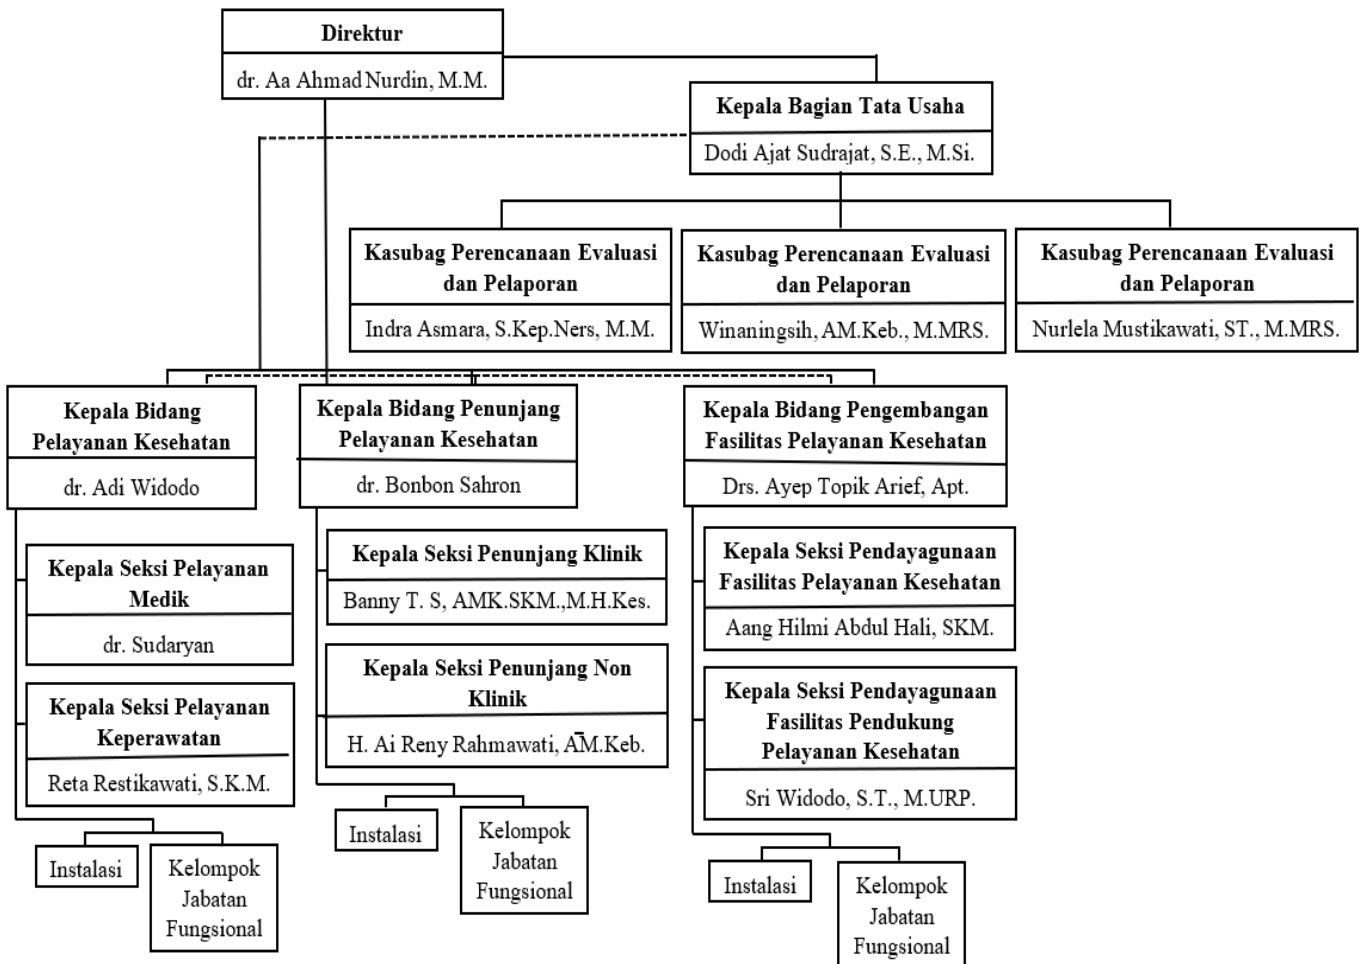 Direktur
dr. Aa Ahmad Nurdin, M.M.
Kepala Bagian Tata Usaha
Dodi Ajat Sudrajat, S.E., M.Si.
Kasubag Perencanaan Evaluasi
dan Pelaporan
Indra Asmara, S.Kep.Ners, M.M.
Kasubag Perencanaan Evaluasi
dan Pelaporan
Winaningsih, AM.Keb., M.MRS.
Kasubag Perencanaan Evaluasi
dan Pelaporan
Nurlela Mustikawati, ST., M.MRS.
Kepala Bidang
Pelayanan Kesehatan
dr. Adi Widodo
Kepala Seksi Pelayanan
Medik
dr. Sudaryan
Kepala Seksi Pelayanan
Keperawatan
Reta Restikawati, S.K.M.
Instalasi
Kelompok
Jabatan
Fungsional
Kepala Bidang Penunjang
Pelayanan Kesehatan
dr. Bonbon Sahron
Kepala Seksi Penunjang Klinik
Banny T. S, AMK.SKM.,M.H.Kes.
Kepala Seksi Penunjang Non
Klinik
H. Ai Reny Rahmawati, AM.Keb.
Instalasi
Kelompok
Jabatan
Fungsional
Kepala Bidang Pengembangan
Fasilitas Pelayanan Kesehatan
Drs. Ayep Topik Arief, Apt.
Kepala Seksi Pendayagunaan
Fasilitas Pelayanan Kesehatan
Aang Hilmi Abdul Hali, SKM.
Kepala Seksi Pendayagunaan
Fasilitas Pendukung
Pelayanan Kesehatan
Sri Widodo, S.T., M.URP.
Instalasi
Kelompok
Jabatan
Fungsional